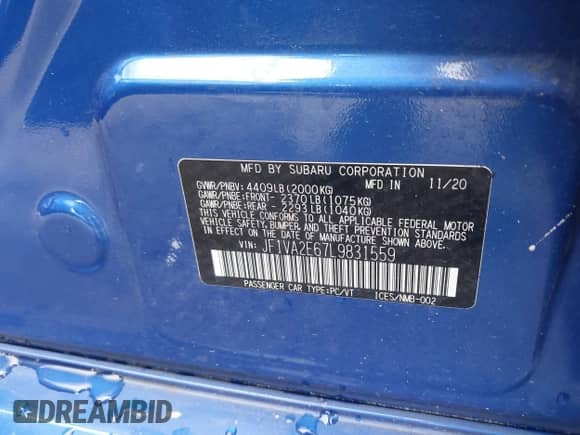 MFD BY SUBARU CORPORATION
GVWR/PNBV: 4409LB(2000KG) MFD IN 11/20
GAWR/PNBE:FRONT- 2370LB(1075KG)
GAWR/PNBE:REAR - 2293LB(1040KG)
THIS VEHICLE CONFORMS TO ALL APPLICABLE FEDERAL MOTOR
VEHICLE SAFETY, BUMPER, AND THEFT PREVENTION STANDARDS
IN EFFECT ON THE DATE OF MANUFACTURE SHOWN ABOVE.
VIN: JF1VA2E67L9831559
PASSENGER CAR TYPE:PC/VT ICES/NMB-002
DREAMBID